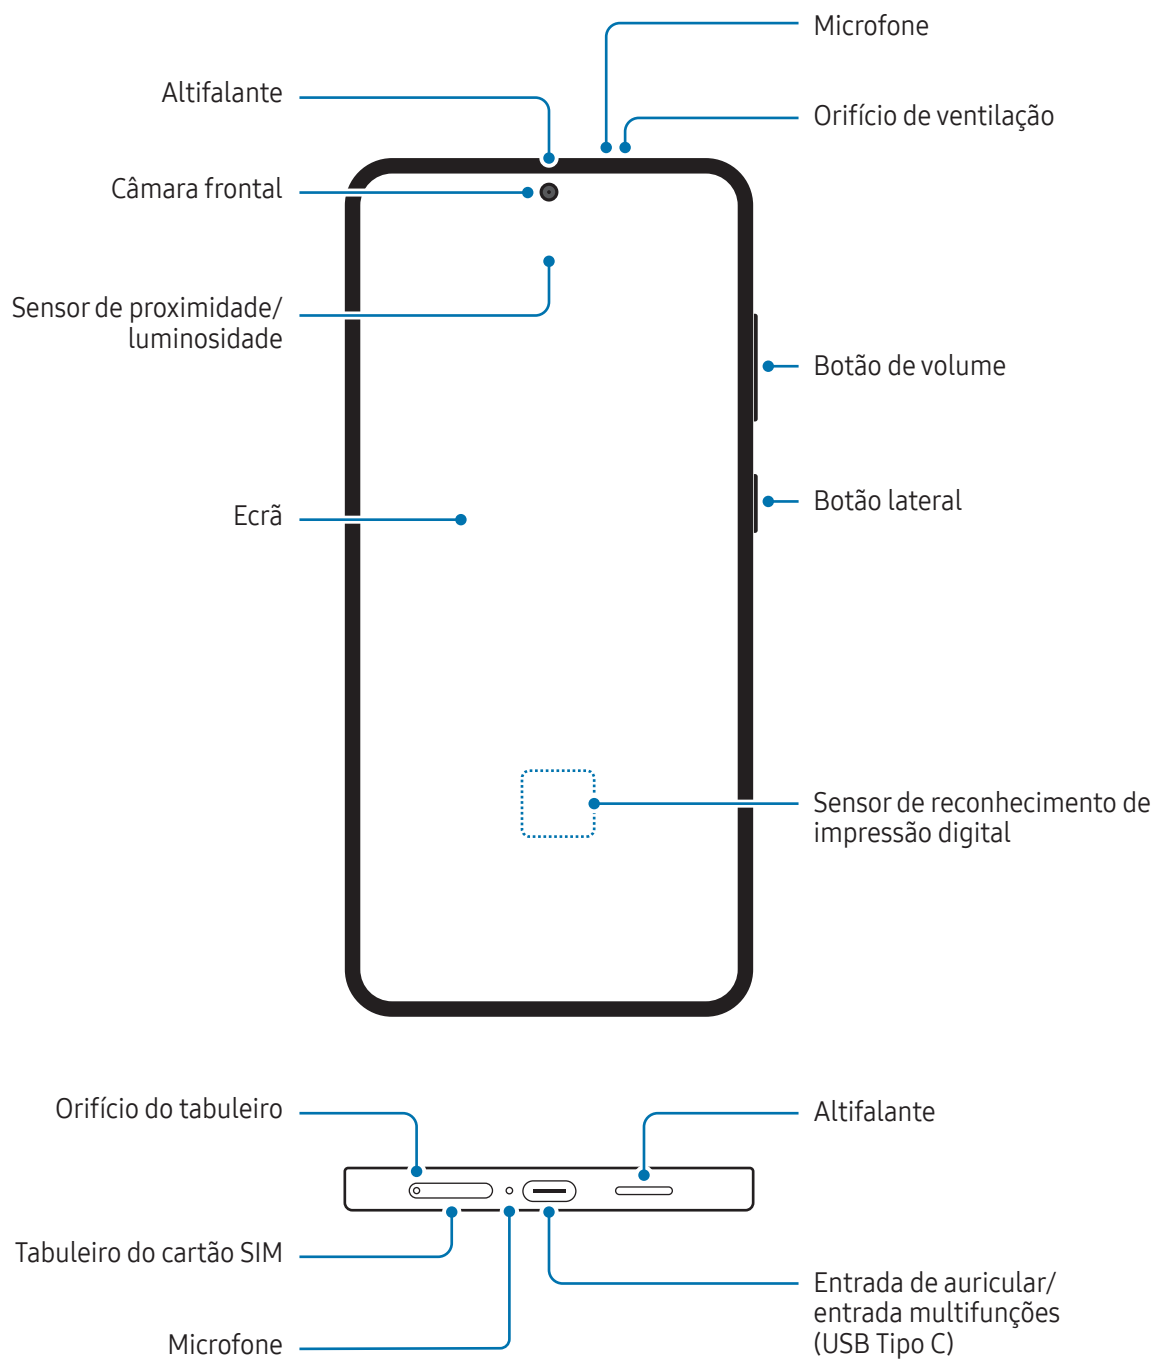 Microfone
Altifalante
Orifício de ventilação
Câmara frontal
Sensor de proximidade/
luminosidade
Botão de volume
Botão lateral
Ecrã
Sensor de reconhecimento de
impressão digital
Orifício do tabuleiro
Altifalante
Tabuleiro do cartão SIM
Entrada de auricular/
entrada multifunções
(USB Tipo C)
Microfone